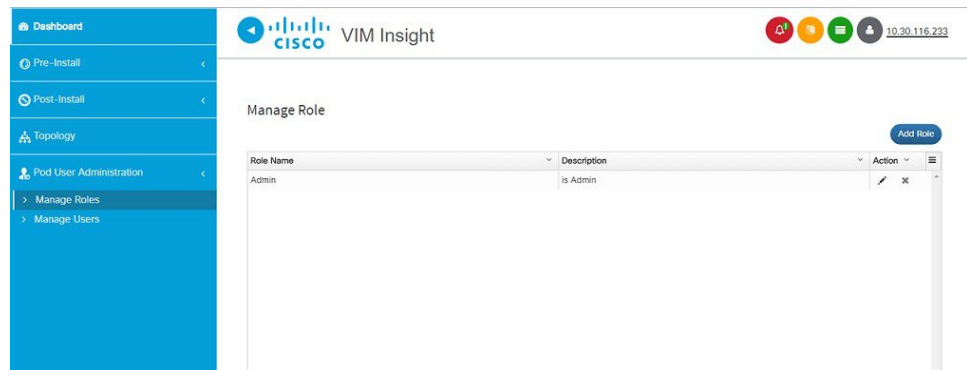 Dashboard
Pre-Install
Post-Install
Topology
Pod User Administration
> Manage Roles
> Manage Users
CISCO VIM Insight
10.30.116.233
Manage Role
Add Role
Role Name Description Action
Admin is Admin